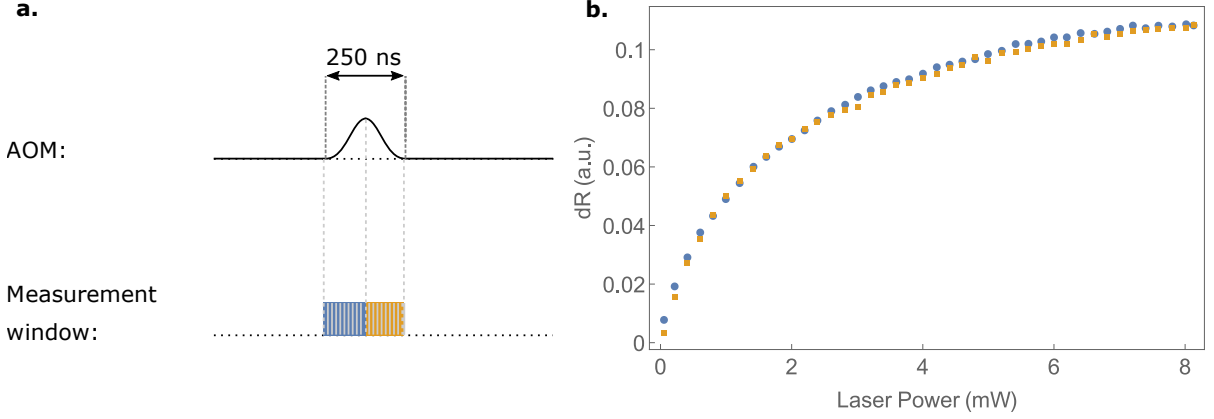 a.
250 ns
AOM:
Measurement
window:
b.
dR (a.u.)
0.1
0.08
0.06
0.04
0.02
0
0 2 4 6 8
Laser Power (mW)